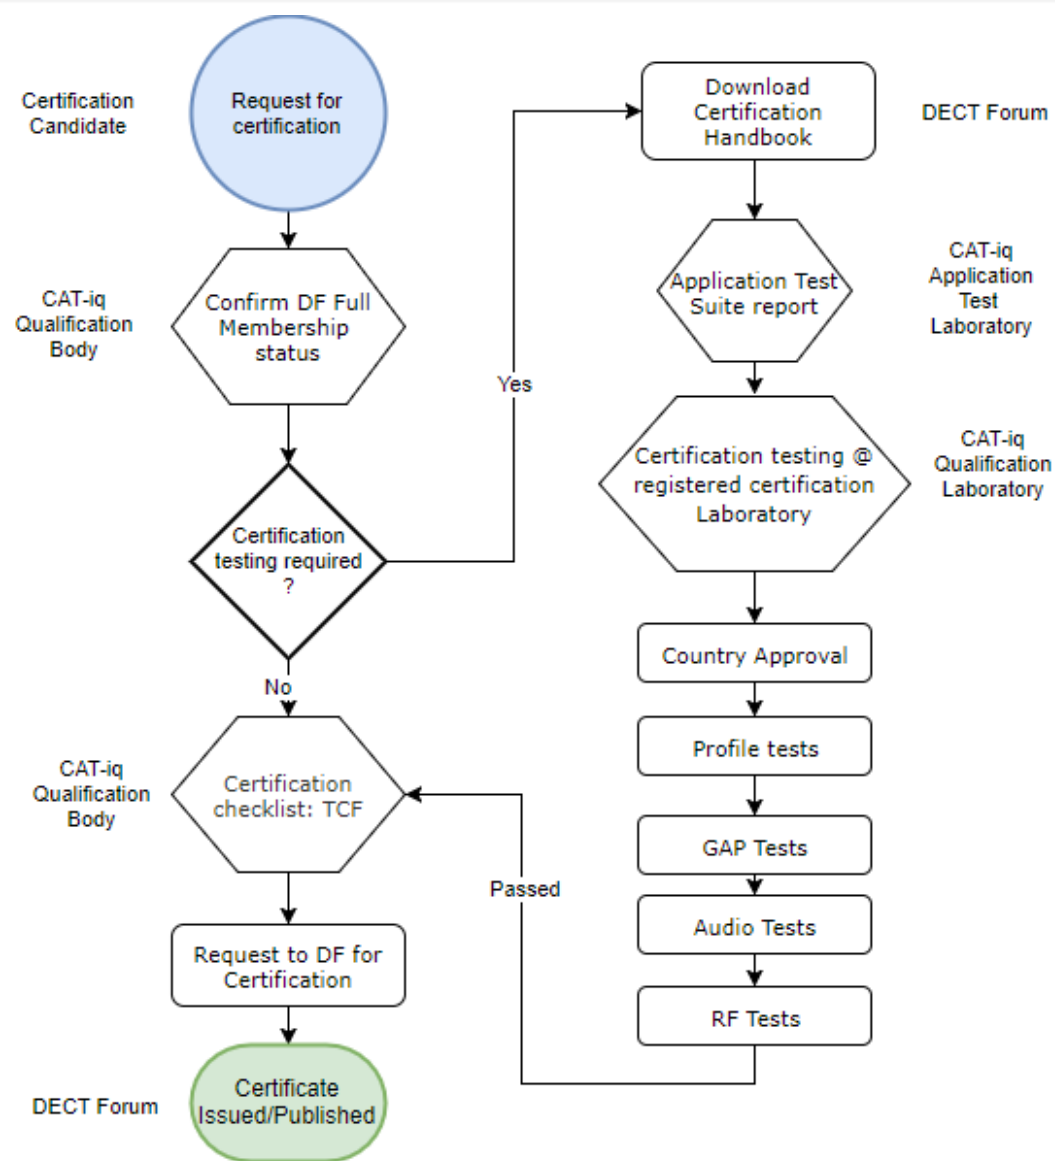 Certification
Candidate
Request for
certification
CAT-iq
Qualification
Body
Confirm DF Full
Membership
status
Certification
testing required
?
Yes
No
Download
Certification
Handbook
DECT Forum
Application Test
Suite report
CAT-iq
Application
Test
Laboratory
Certification testing @
registered certification
Laboratory
CAT-iq
Qualification
Laboratory
Country Approval
Profile tests
GAP Tests
Audio Tests
RF Tests
Passed
CAT-iq
Qualification
Body
Certification
checklist: TCF
Request to DF for
Certification
DECT Forum
Certificate
Issued/Published